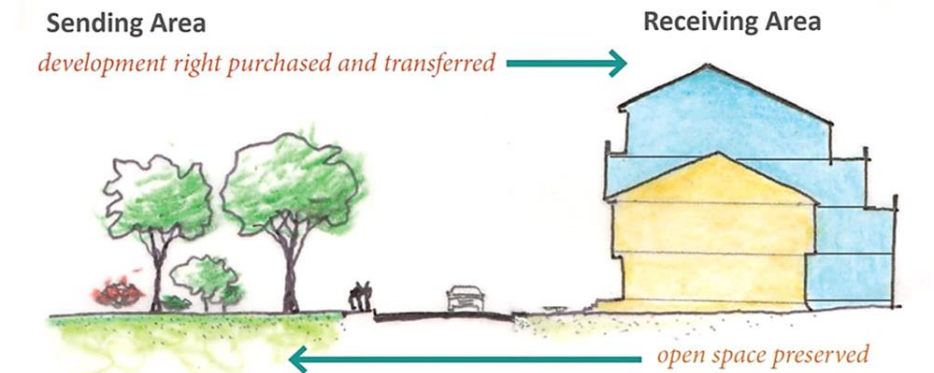 Sending Area
Receiving Area
development right purchased and transferred
open space preserved